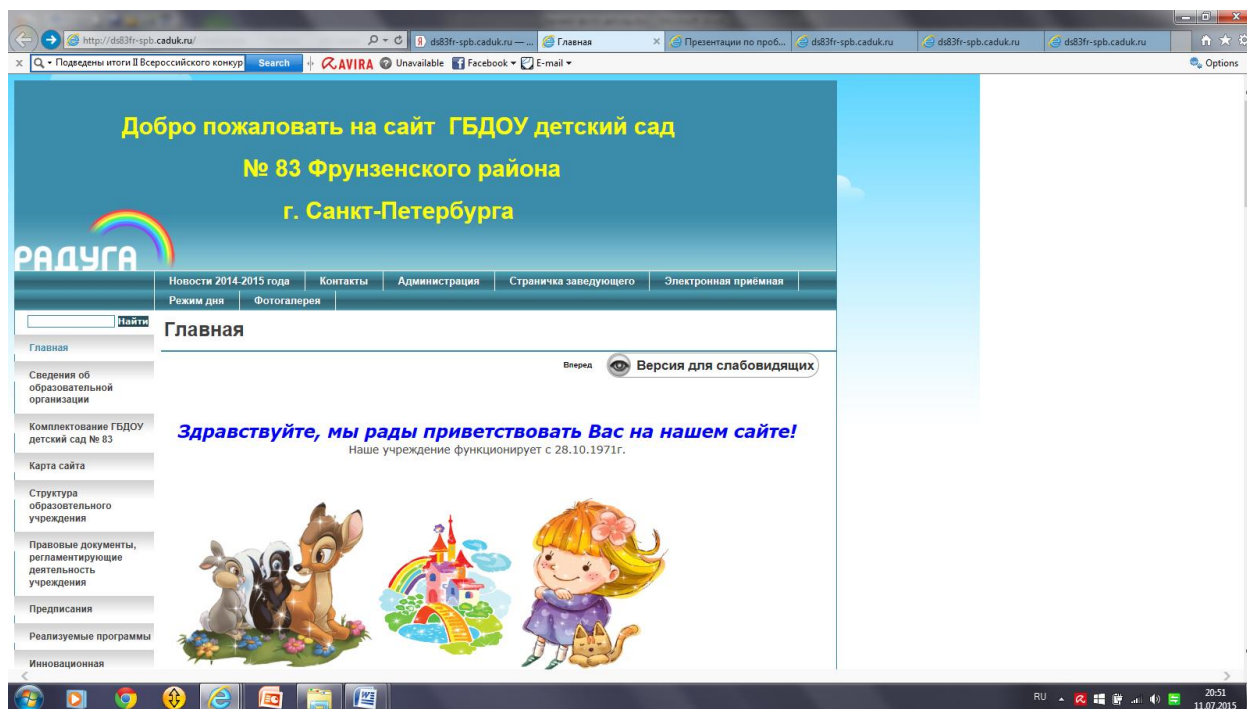 http://ds83fr-spb.caduk.ru/
ds83fr-spb.caduk.ru — ...
Главная
Презентации по проб...
ds83fr-spb.caduk.ru
ds83fr-spb.caduk.ru
ds83fr-spb.caduk.ru
Подведены итоги II Всероссийского конкур
Search
AVIRA
Unavailable
Facebook
E-mail
Options
Добро пожаловать на сайт ГБДОУ детский сад
№ 83 Фрунзенского района
г. Санкт-Петербурга
РАДУГА
Новости 2014-2015 года
Контакты
Администрация
Страничка заведующего
Электронная приёмная
Режим дня
Фотогалерея
Найти
Главная
Сведения об
образовательной
организации
Комплектование ГБДОУ
детский сад № 83
Карта сайта
Структура
образовтельного
учреждения
Правовые документы,
регламентирующие
деятельность
учреждения
Предписания
Реализуемые программы
Инновационная
Главная
Вперед
Версия для слабовидящих
Здравствуйте, мы рады приветствовать Вас на нашем сайте!
Наше учреждение функционирует с 28.10.1971г.
RU
20:51
11.07.2015